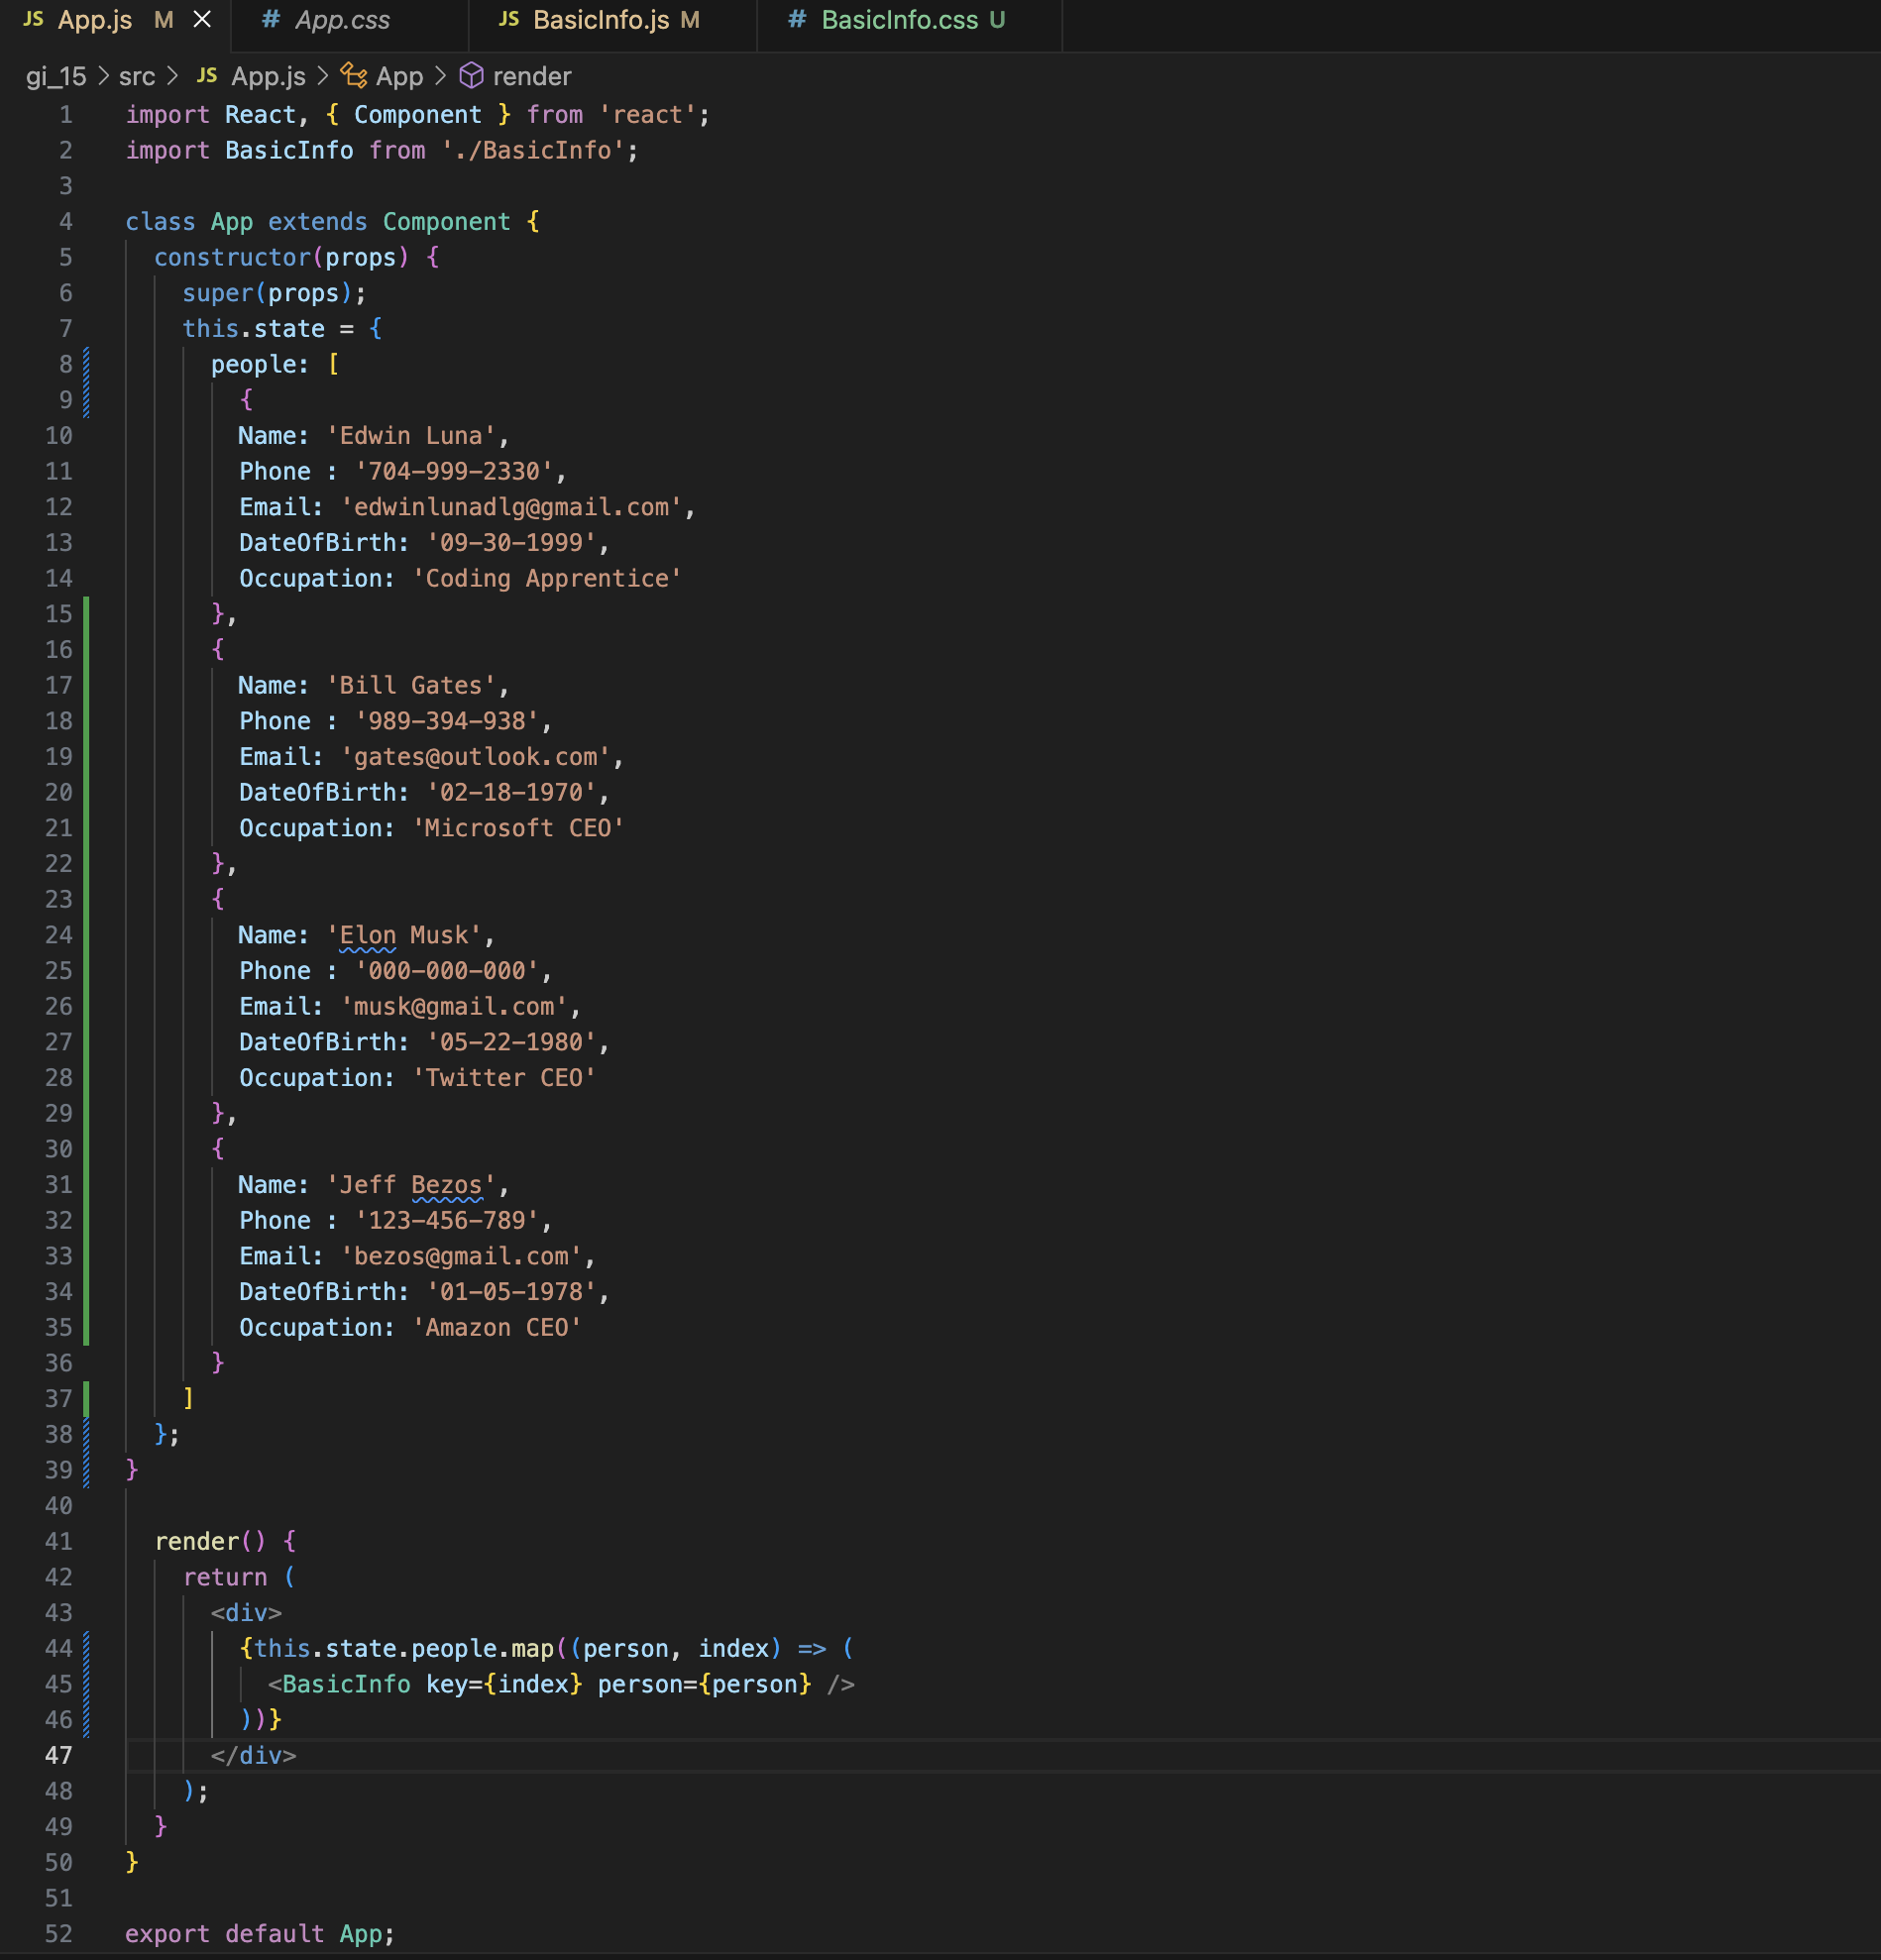 JS App.js M × # App.css JS BasicInfo.js M # BasicInfo.css U
gi_15 > src > JS App.js > App > render
1 import React, { Component } from 'react';
2 import BasicInfo from './BasicInfo';
3
4 class App extends Component {
5 constructor(props) {
6 super(props);
7 this.state = {
8 people: [
9 {
10 Name: 'Edwin Luna',
11 Phone : '704-999-2330',
12 Email: 'edwinlunadlg@gmail.com',
13 DateOfBirth: '09-30-1999',
14 Occupation: 'Coding Apprentice'
15 },
16 {
17 Name: 'Bill Gates',
18 Phone : '989-394-938',
19 Email: 'gates@outlook.com',
20 DateOfBirth: '02-18-1970',
21 Occupation: 'Microsoft CEO'
22 },
23 {
24 Name: 'Elon Musk',
25 Phone : '000-000-000',
26 Email: 'musk@gmail.com',
27 DateOfBirth: '05-22-1980',
28 Occupation: 'Twitter CEO'
29 },
30 {
31 Name: 'Jeff Bezos',
32 Phone : '123-456-789',
33 Email: 'bezos@gmail.com',
34 DateOfBirth: '01-05-1978',
35 Occupation: 'Amazon CEO'
36 }
37 ]
38 };
39 }
40
41 render() {
42 return (
43 <div>
44 {this.state.people.map((person, index) => (
45 <BasicInfo key={index} person={person} />
46 ))}
47 </div>
48 );
49 }
50 }
51
52 export default App;